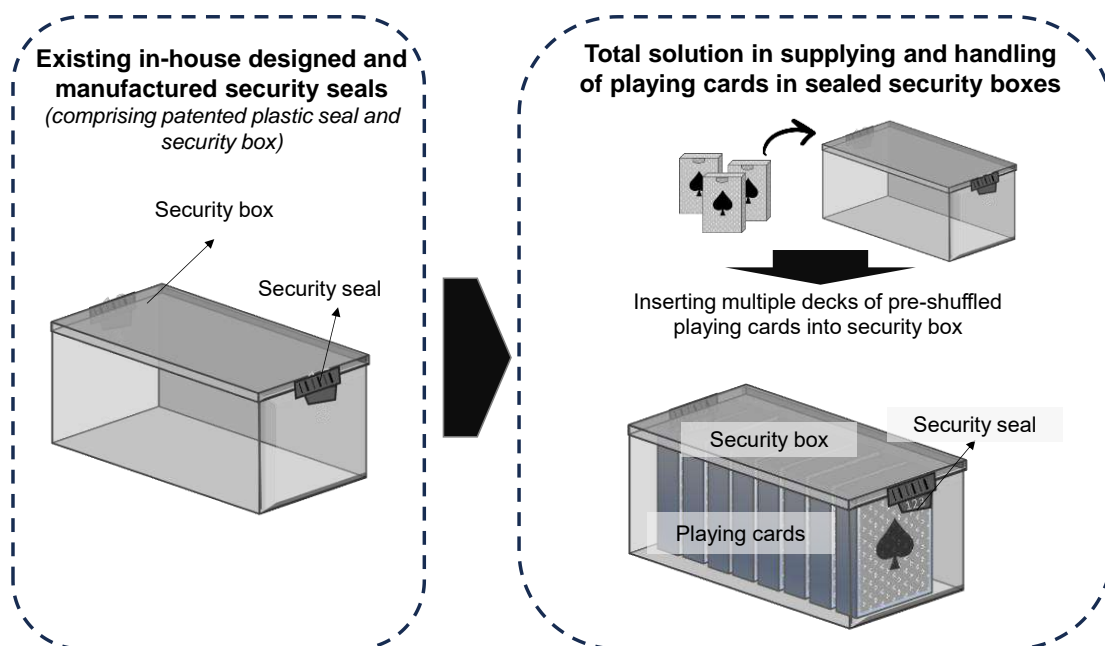 Existing in-house designed and
manufactured security seals
(comprising patented plastic seal and
security box)
Security box
Security seal
Total solution in supplying and handling
of playing cards in sealed security boxes
Inserting multiple decks of pre-shuffled
playing cards into security box
Security box
Security seal
Playing cards
123